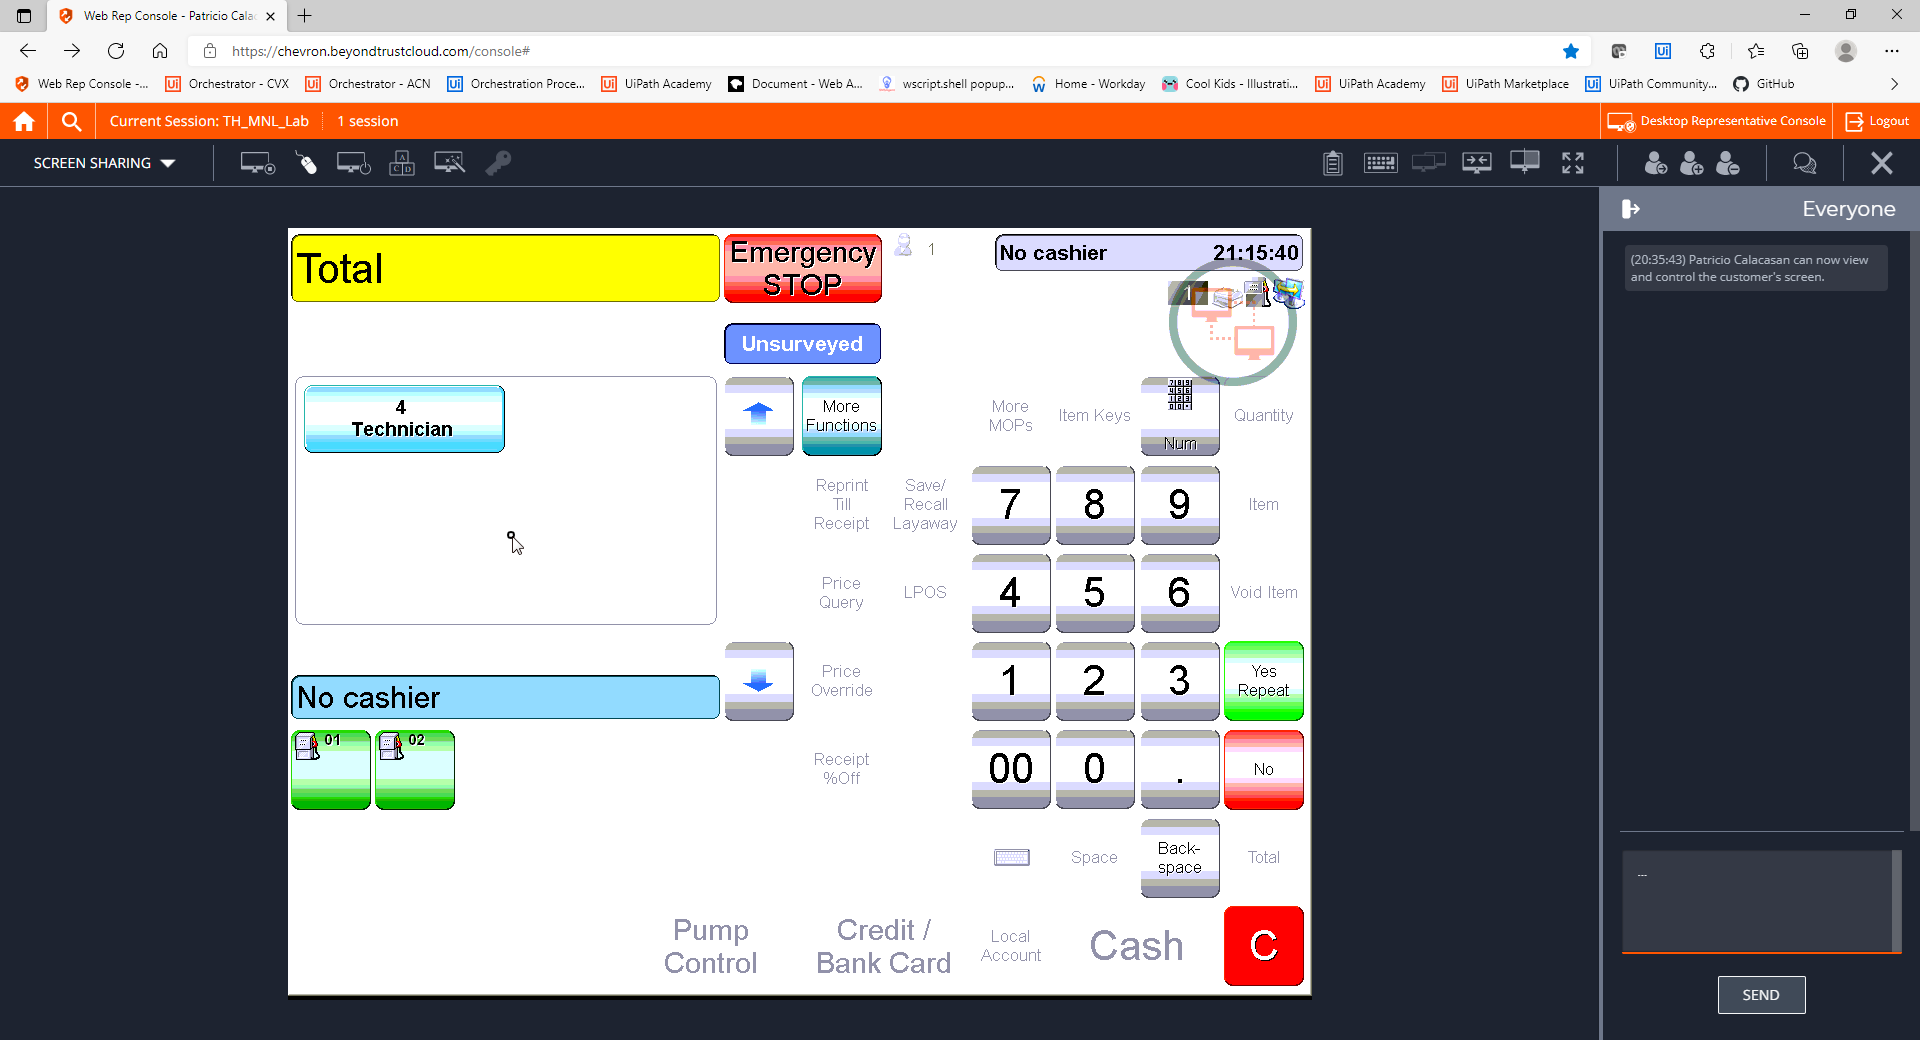 Web Rep Console - Patricio Cala
https://chevron.beyondtrustcloud.com/console#
Web Rep Console -...
Orchestrator - CVX
Orchestrator - ACN
Orchestration Proce...
UiPath Academy
Document - Web A...
wscript.shell popup...
Home - Workday
Cool Kids - Illustrati...
UiPath Academy
UiPath Marketplace
UiPath Community...
GitHub
Current Session: TH_MNL_Lab
1 session
Desktop Representative Console
Logout
SCREEN SHARING
Everyone
(20:35:43) Patricio Calacasan can now view
and control the customer's screen.
Total
Emergency
STOP
1
No cashier 21:15:40
1
Unsurveyed
4
Technician
More
Functions
More
MOPs
Item Keys
Num
Quantity
Reprint
Till
Receipt
Save/
Recall
Layaway
7
8
9
Item
Price
Query
LPOS
4
5
6
Void Item
Price
Override
1
2
3
Yes
Repeat
No cashier
01
02
Receipt
%Off
00
0
.
No
Space
Back-
space
Total
Pump
Control
Credit /
Bank Card
Local
Account
Cash
C
SEND